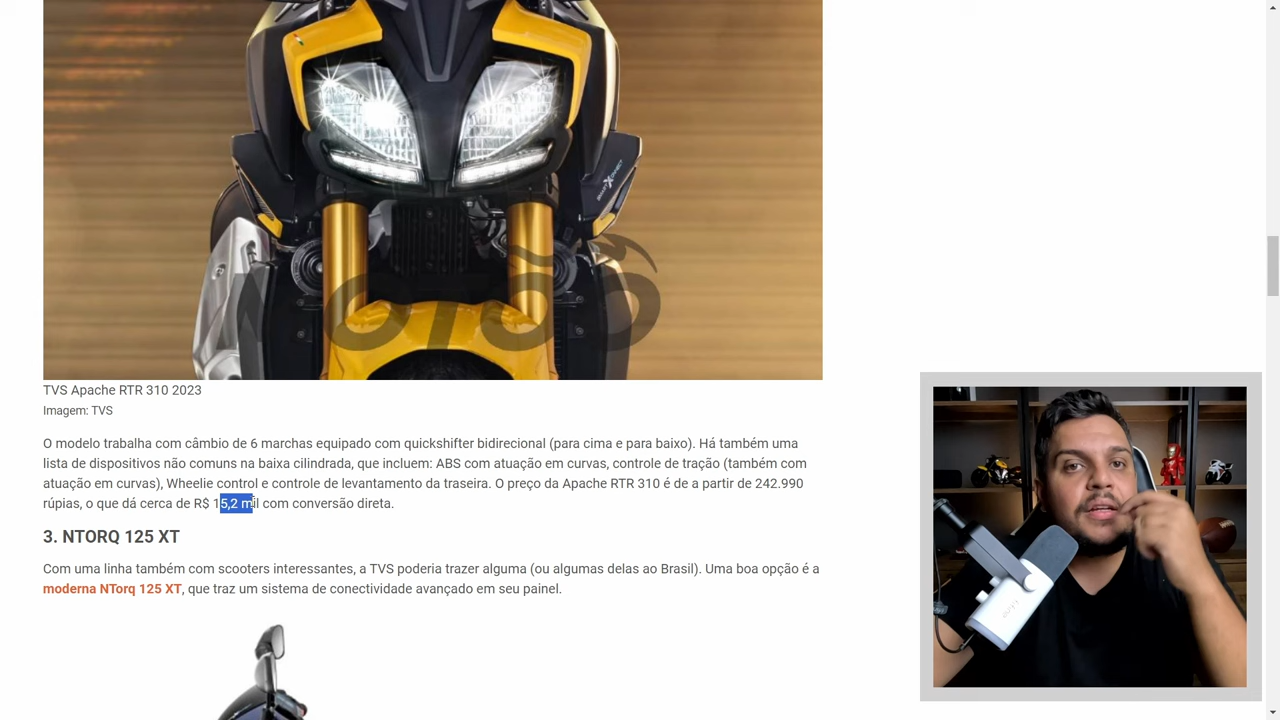 MOTOÔ
TVS Apache RTR 310 2023
Imagem: TVS
O modelo trabalha com câmbio de 6 marchas equipado com quickshifter bidirecional (para cima e para baixo). Há também uma
lista de dispositivos não comuns na baixa cilindrada, que incluem: ABS com atuação em curvas, controle de tração (também com
atuação em curvas), Wheelie control e controle de levantamento da traseira. O preço da Apache RTR 310 é de a partir de 242.990
rúpias, o que dá cerca de R$ 15,2 mil com conversão direta.
3. NTORQ 125 XT
Com uma linha também com scooters interessantes, a TVS poderia trazer alguma (ou algumas delas ao Brasil). Uma boa opção é a
moderna NTorq 125 XT, que traz um sistema de conectividade avançado em seu painel.